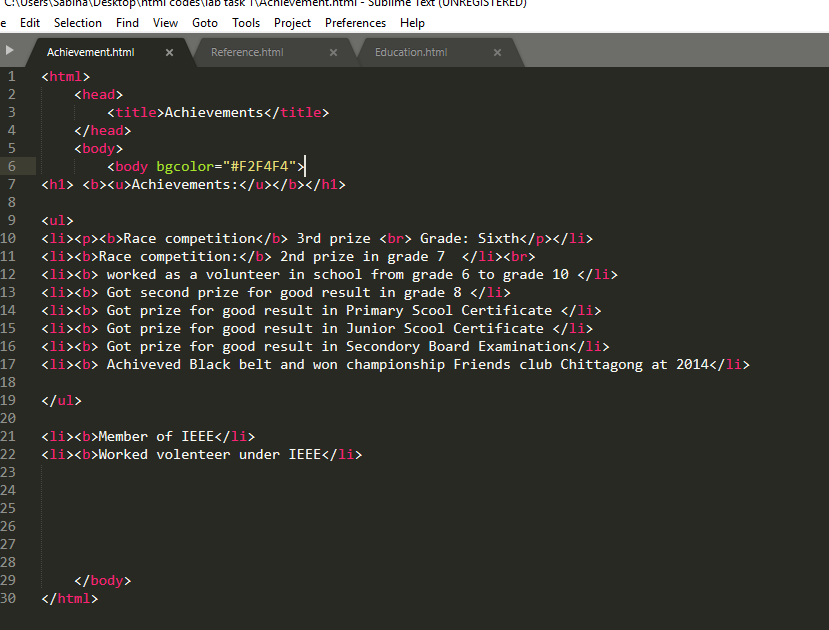 C:\Users\Sabina\Desktop\html codes\lab task 1\Achievement.html - Sublime Text (UNREGISTERED)
e Edit Selection Find View Goto Tools Project Preferences Help
Achievement.html × Reference.html × Education.html ×
1 <html>
2 <head>
3 <title>Achievements</title>
4 </head>
5 <body>
6 <body bgcolor="#F2F4F4">
7 <h1> <b><u>Achievements:</u></b></h1>
8
9 <ul>
10 <li><p><b>Race competition</b> 3rd prize <br> Grade: Sixth</p></li>
11 <li><b>Race competition:</b> 2nd prize in grade 7  </li><br>
12 <li><b> worked as a volunteer in school from grade 6 to grade 10 </li>
13 <li><b> Got second prize for good result in grade 8 </li>
14 <li><b> Got prize for good result in Primary Scool Certificate </li>
15 <li><b> Got prize for good result in Junior Scool Certificate </li>
16 <li><b> Got prize for good result in Secondory Board Examination</li>
17 <li><b> Achiveved Black belt and won championship Friends club Chittagong at 2014</li>
18
19 </ul>
20
21 <li><b>Member of IEEE</li>
22 <li><b>Worked volenteer under IEEE</li>
23
24
25
26
27
28
29 </body>
30 </html>